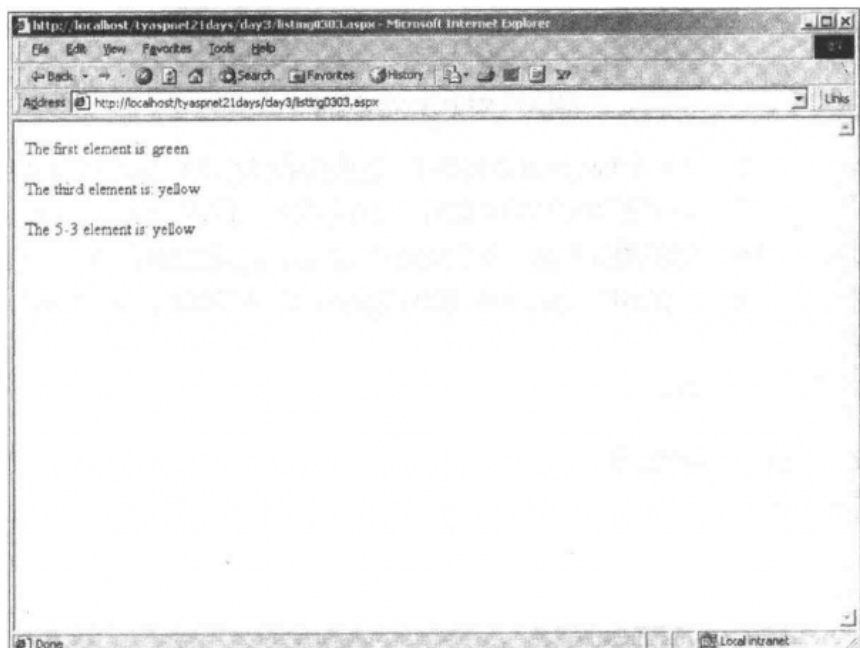 http://localhost/tyaspnet21days/day3/listing0303.aspx - Microsoft Internet Explorer
File Edit View Favorites Tools Help
Back Search Favorites History
Address http://localhost/tyaspnet21days/day3/listing0303.aspx Links
The first element is: green
The third element is: yellow
The 5-3 element is: yellow
Done Local intranet